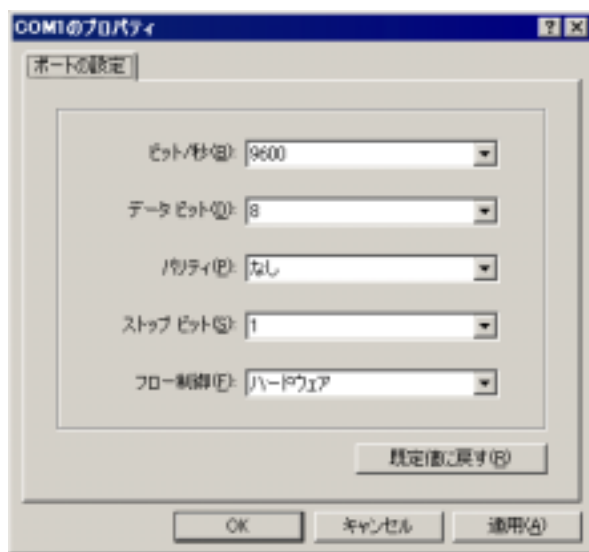 COM1のプロパティ
ポートの設定
ビット/秒(B): 9600
データ ビット(D): 8
パリティ(P): なし
ストップ ビット(S): 1
フロー制御(F): ハードウェア
既定値に戻す(R)
OK キャンセル 適用(A)